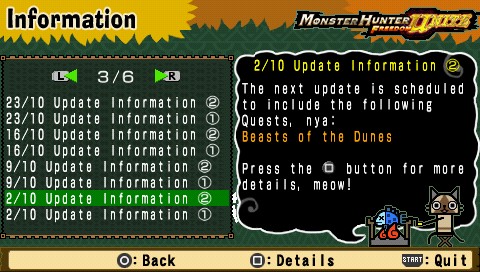 Information
MONSTER HUNTER
FREEDOM UNITE
L 3/6 R
23/10 Update Information ②
23/10 Update Information ①
16/10 Update Information ②
16/10 Update Information ①
9/10 Update Information ②
9/10 Update Information ①
2/10 Update Information ②
2/10 Update Information ①
2/10 Update Information ②
The next update is scheduled
to include the following
Quests, nya:
Beasts of the Dunes
Press the □ button for more
details, meow!
○: Back
□: Details
START: Quit